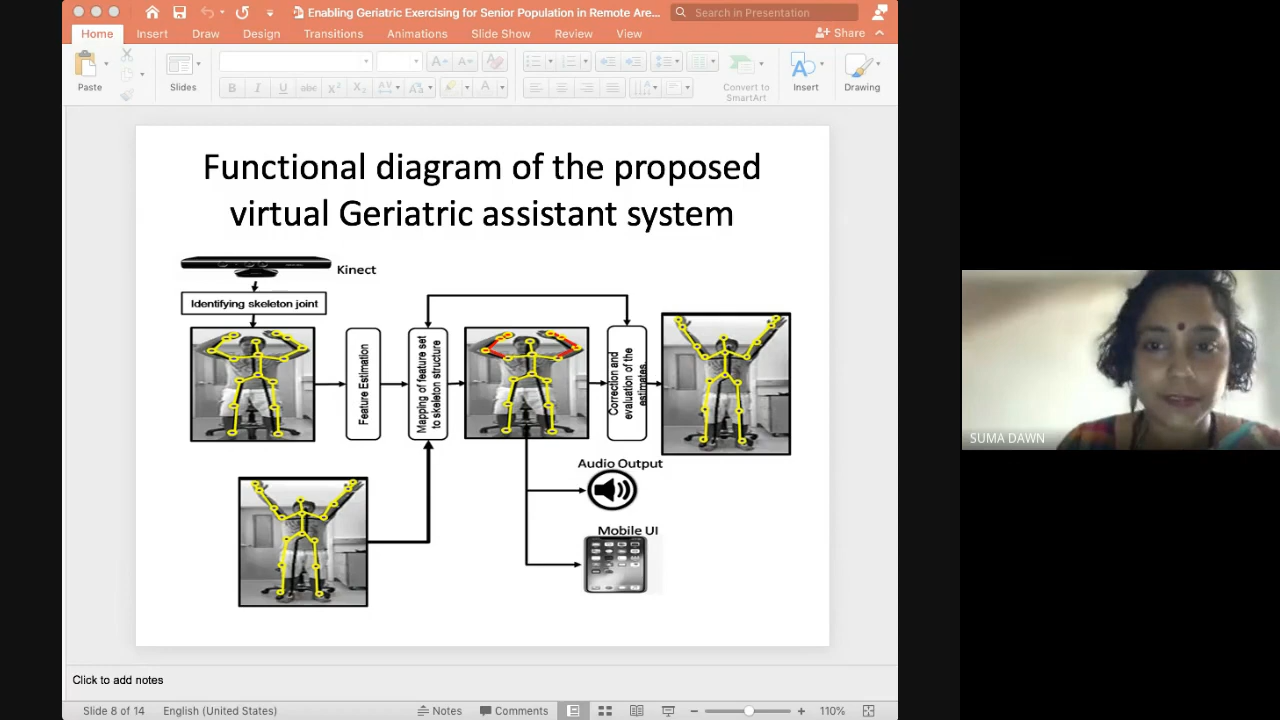 Enabling Geriatric Exercising for Senior Population in Remote Are...
Search in Presentation
Home Insert Draw Design Transitions Animations Slide Show Review View Share
Paste
Slides
B I U abc X² X₂ AV A
Convert to
SmartArt
Insert
Drawing
Functional diagram of the proposed
virtual Geriatric assistant system
Kinect
Identifying skeleton joint
Feature Estimation
Mapping of feature set
to skeleton structure
Correction and
evaluation of the
estimates.
Audio Output
Mobile UI
SUMA DAWN
Click to add notes
Slide 8 of 14 English (United States) Notes Comments 110%